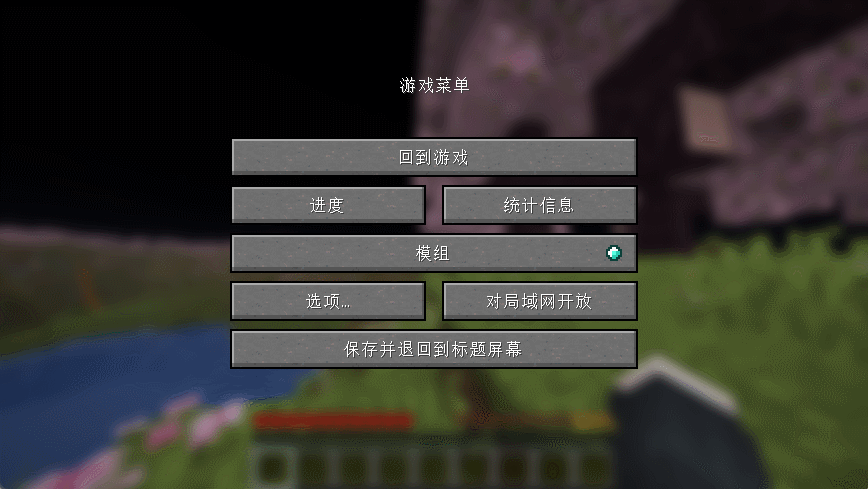 游戏菜单
回到游戏
进度
统计信息
模组
选项...
对局域网开放
保存并退回到标题屏幕